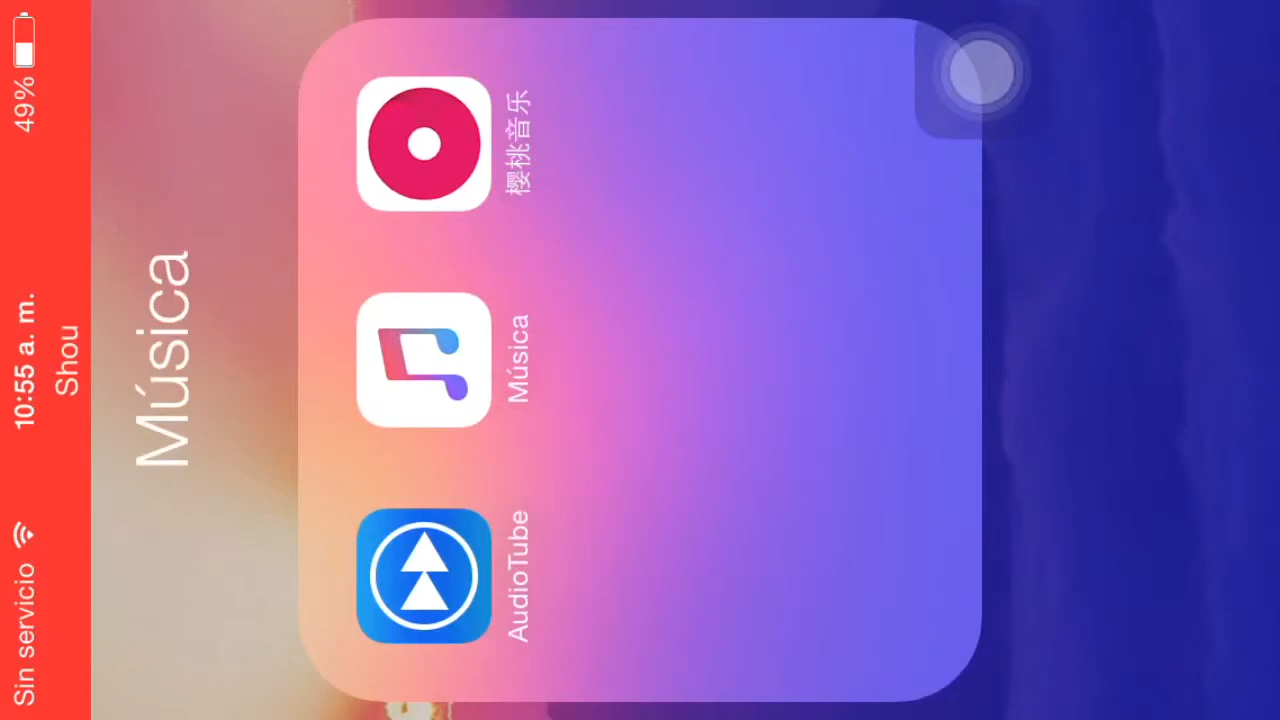 Sin servicio 10:55 a. m. 49%
Shou
Música
AudioTube Música 樱桃音乐